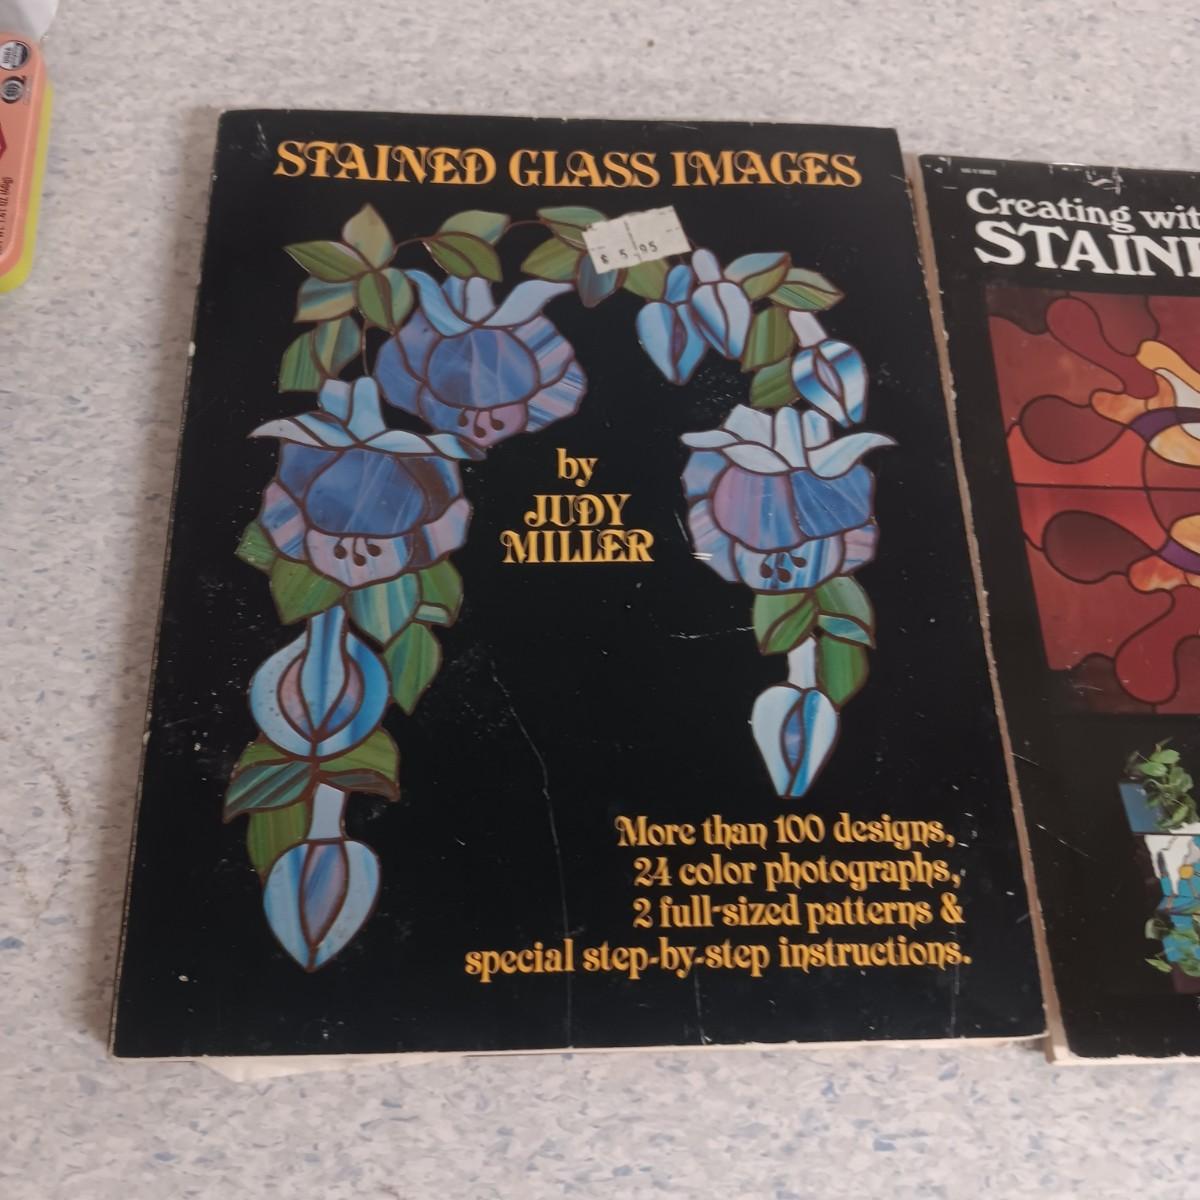 STAINED GLASS IMAGES
$ 5.95
by
JUDY
MILLER
More than 100 designs,
24 color photographs,
2 full-sized patterns &
special step-by-step instructions.
Creating wit
STAIN